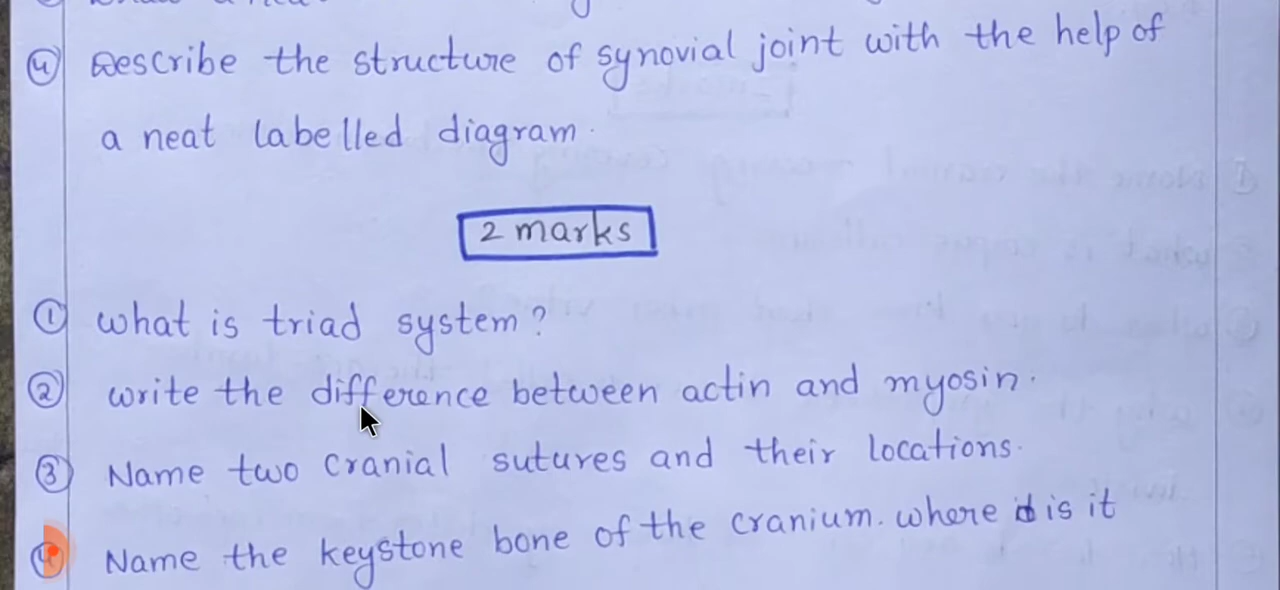 ④ Describe the structure of synovial joint with the help of
a neat labelled diagram.
2 marks
① what is triad system?
② write the difference between actin and myosin.
③ Name two cranial sutures and their locations.
④ Name the keystone bone of the cranium. where is it